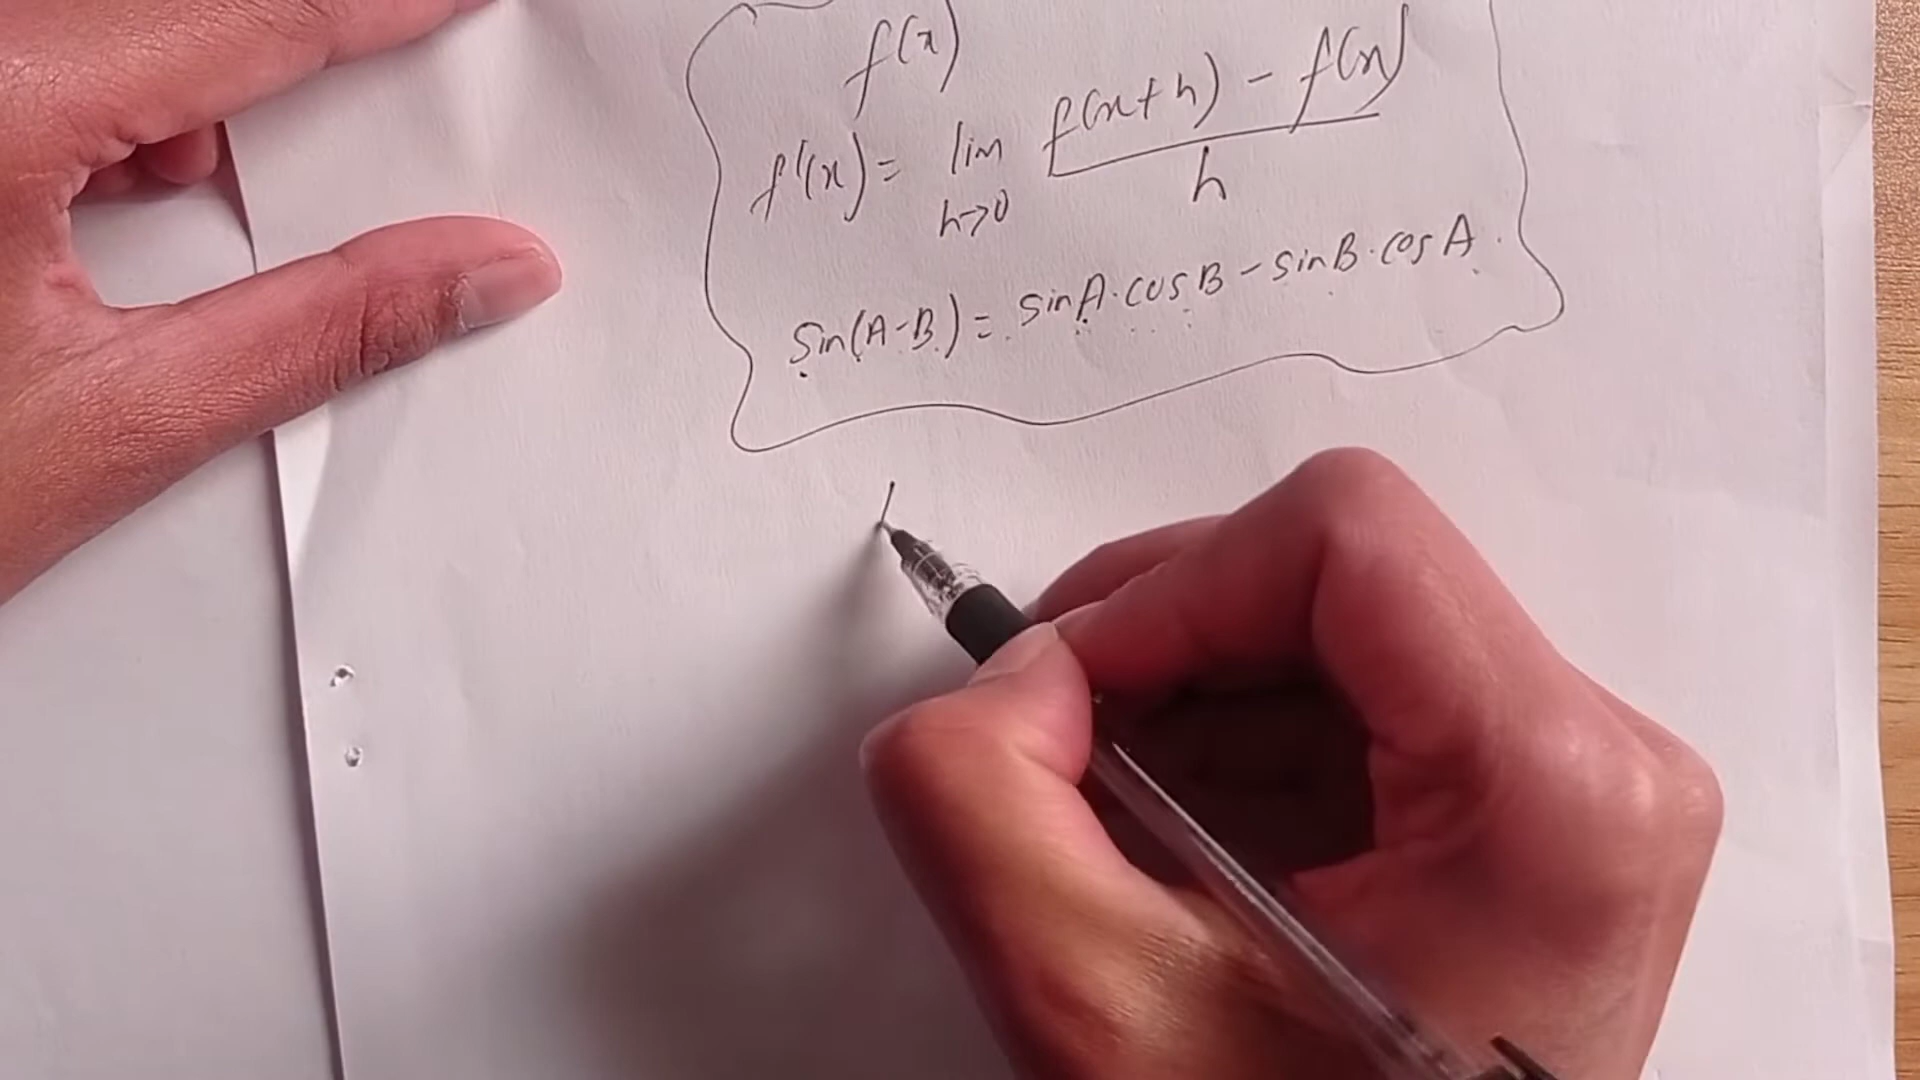 f(x)
f'(x) = lim h→0 f(x+h) - f(x) / h
Sin(A-B) = sinA·cosB - sinB·cosA.